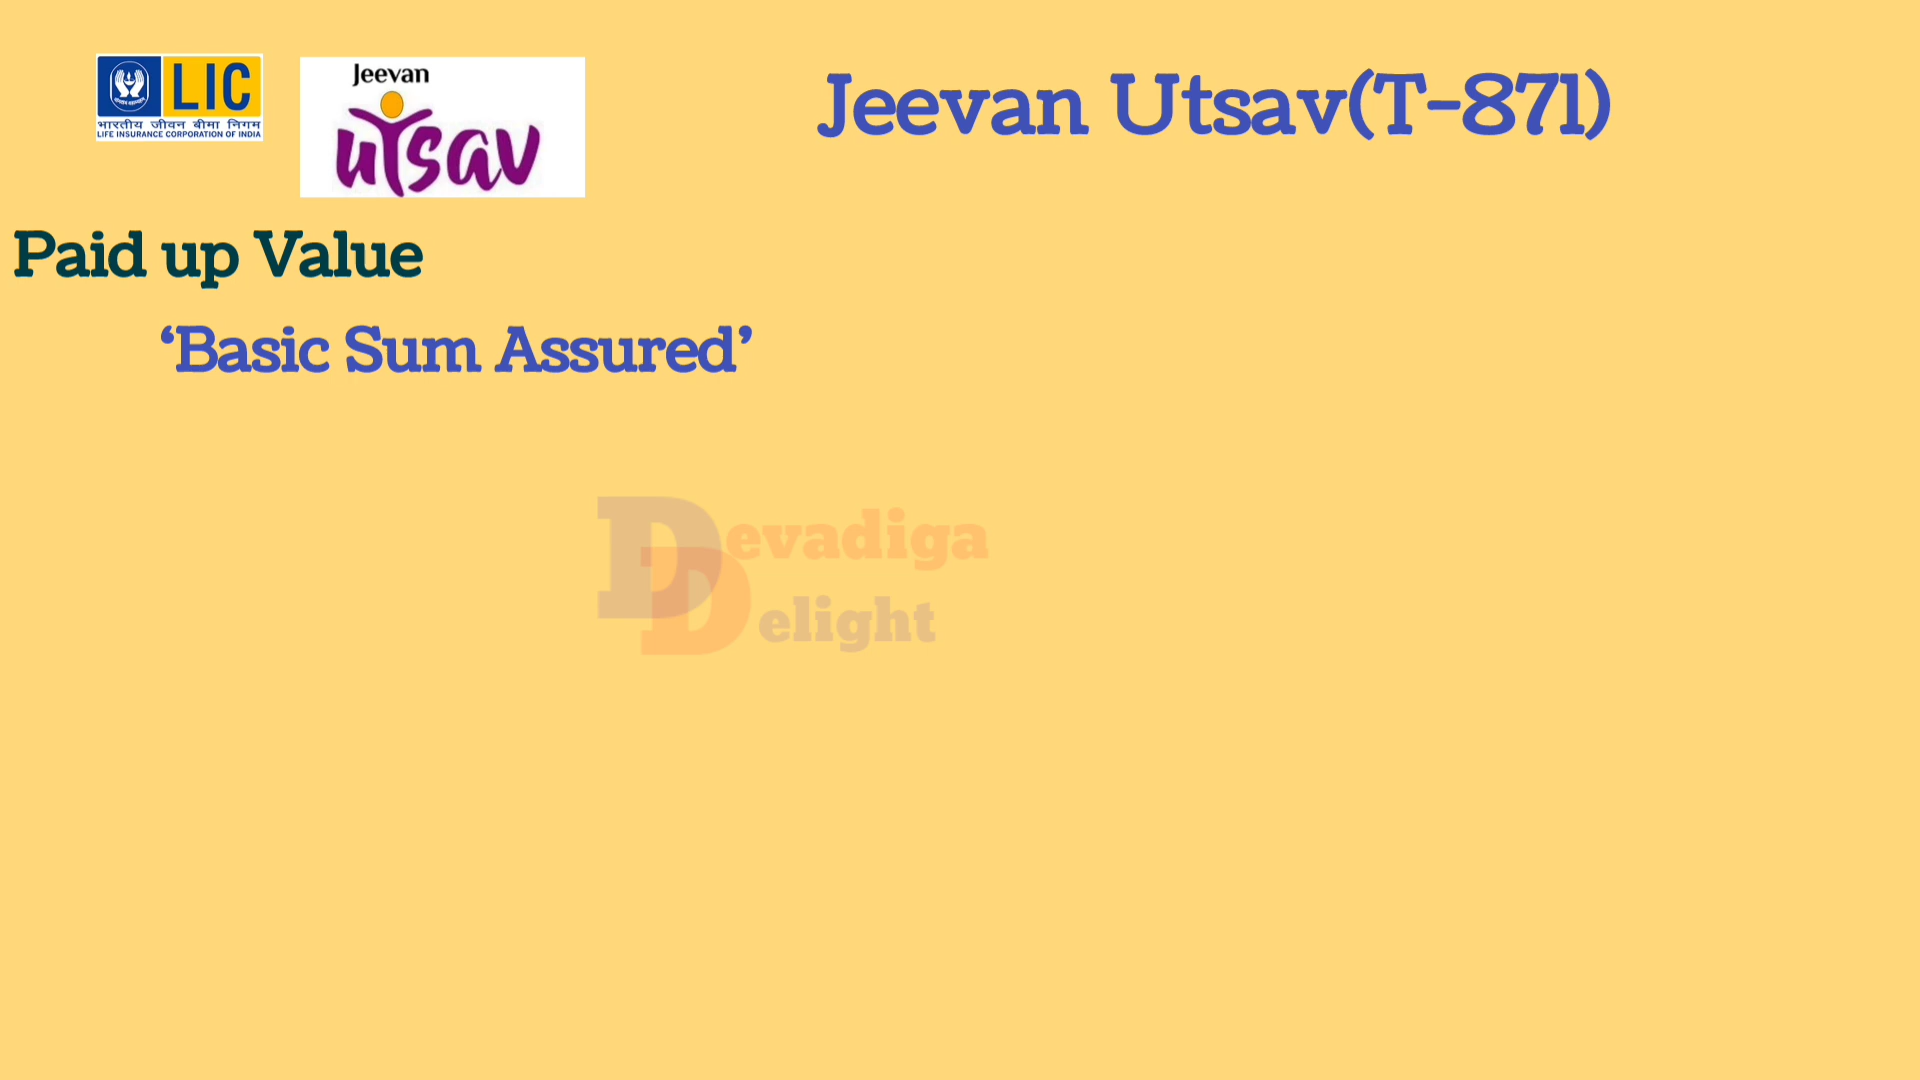 LIC
भारतीय जीवन बीमा निगम
LIFE INSURANCE CORPORATION OF INDIA
Jeevan
utsav
Jeevan Utsav(T-871)
Paid up Value
‘Basic Sum Assured’
Devadiga
Delight